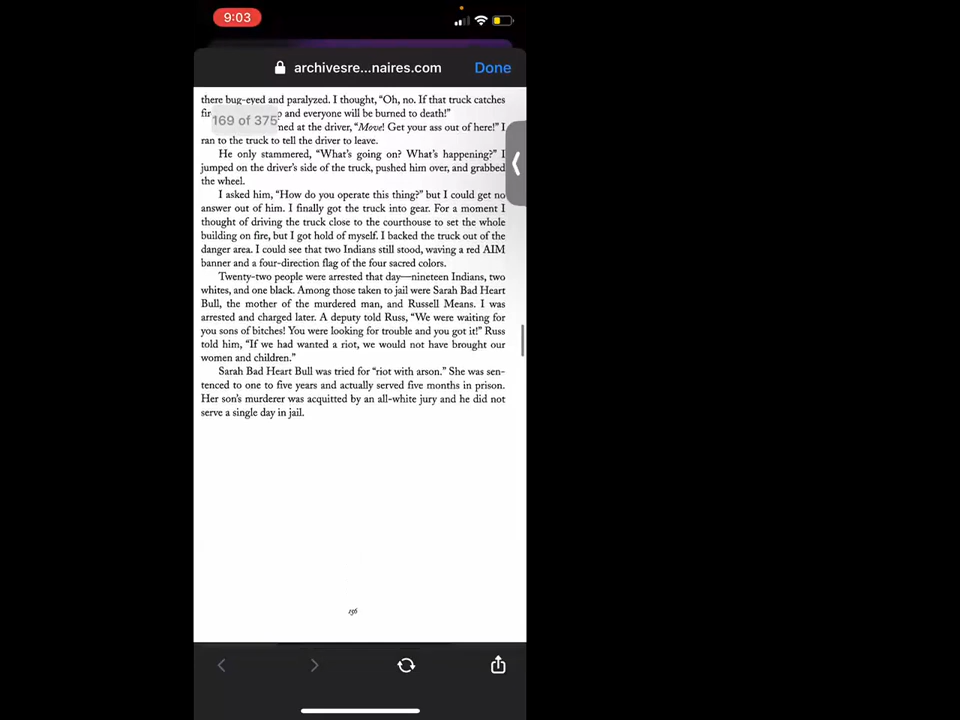 9:03
archivesre...naires.com
Done
there bug-eyed and paralyzed. I thought, “Oh, no. If that truck catches
fir p and everyone will be burned to death!”
169 of 375
med at the driver, “Move! Get your ass out of here!” I
ran to the truck to tell the driver to leave.
He only stammered, “What’s going on? What’s happening?” I
jumped on the driver’s side of the truck, pushed him over, and grabbed
the wheel.
I asked him, “How do you operate this thing?” but I could get no
answer out of him. I finally got the truck into gear. For a moment I
thought of driving the truck close to the courthouse to set the whole
building on fire, but I got hold of myself. I backed the truck out of the
danger area. I could see that two Indians still stood, waving a red AIM
banner and a four-direction flag of the four sacred colors.
Twenty-two people were arrested that day—nineteen Indians, two
whites, and one black. Among those taken to jail were Sarah Bad Heart
Bull, the mother of the murdered man, and Russell Means. I was
arrested and charged later. A deputy told Russ, “We were waiting for
you sons of bitches! You were looking for trouble and you got it!” Russ
told him, “If we had wanted a riot, we would not have brought our
women and children.”
Sarah Bad Heart Bull was tried for “riot with arson.” She was sen-
tenced to one to five years and actually served five months in prison.
Her son’s murderer was acquitted by an all-white jury and he did not
serve a single day in jail.
156